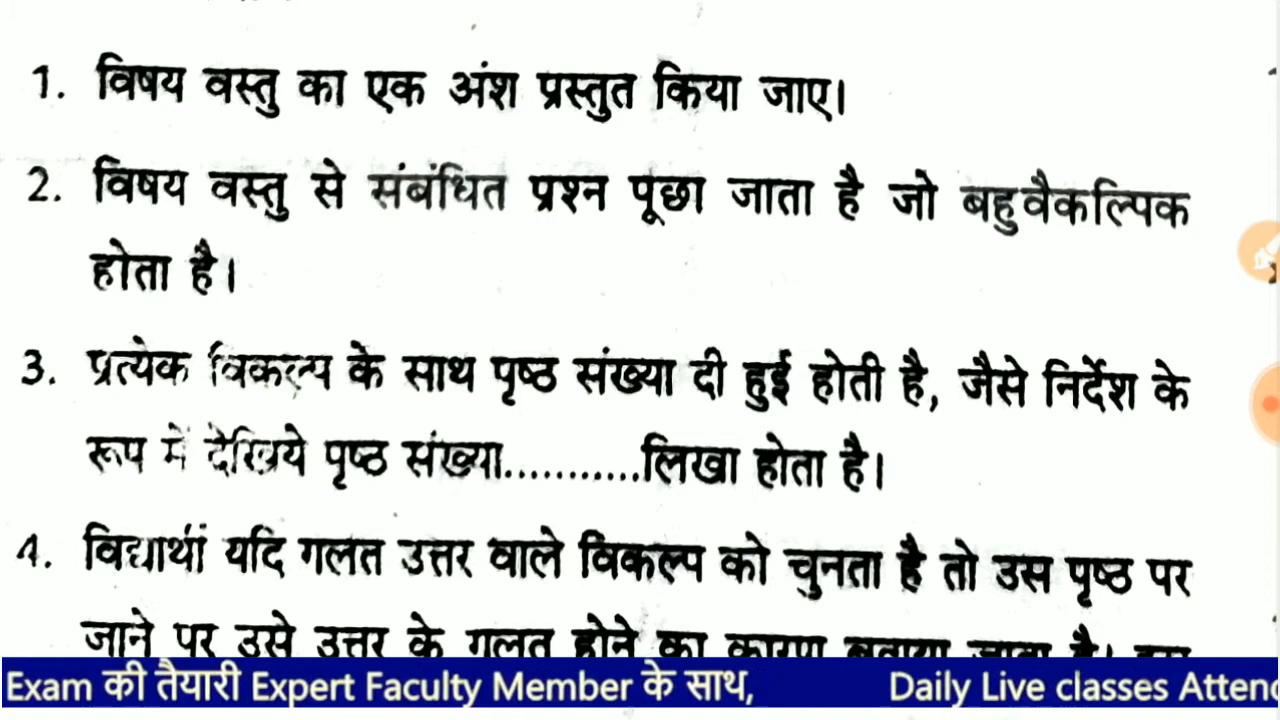 1. विषय वस्तु का एक अंश प्रस्तुत किया जाए।
2. विषय वस्तु से संबंधित प्रश्न पूछा जाता है जो बहुवैकल्पिक
होता है।
3. प्रत्येक विकल्प के साथ पृष्ठ संख्या दी हुई होती है, जैसे निर्देश के
रूप में देखिये पृष्ठ संख्या...........लिखा होता है।
4. विद्यार्थी यदि गलत उत्तर वाले विकल्प को चुनता है तो उस पृष्ठ पर
जाने पर उसे उत्तर के गलत होने का कारण बताया जाता है।
Exam की तैयारी Expert Faculty Member के साथ, Daily Live classes